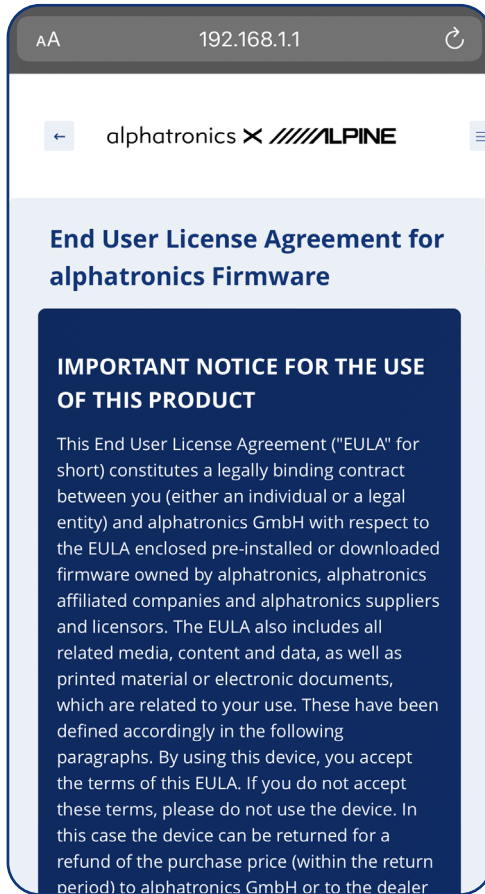 AA 192.168.1.1
alphatronics X ALPINE
End User License Agreement for
alphatronics Firmware
IMPORTANT NOTICE FOR THE USE
OF THIS PRODUCT
This End User License Agreement ("EULA" for
short) constitutes a legally binding contract
between you (either an individual or a legal
entity) and alphatronics GmbH with respect to
the EULA enclosed pre-installed or downloaded
firmware owned by alphatronics, alphatronics
affiliated companies and alphatronics suppliers
and licensors. The EULA also includes all
related media, content and data, as well as
printed material or electronic documents,
which are related to your use. These have been
defined accordingly in the following
paragraphs. By using this device, you accept
the terms of this EULA. If you do not accept
these terms, please do not use the device. In
this case the device can be returned for a
refund of the purchase price (within the return
period) to alphatronics GmbH or to the dealer